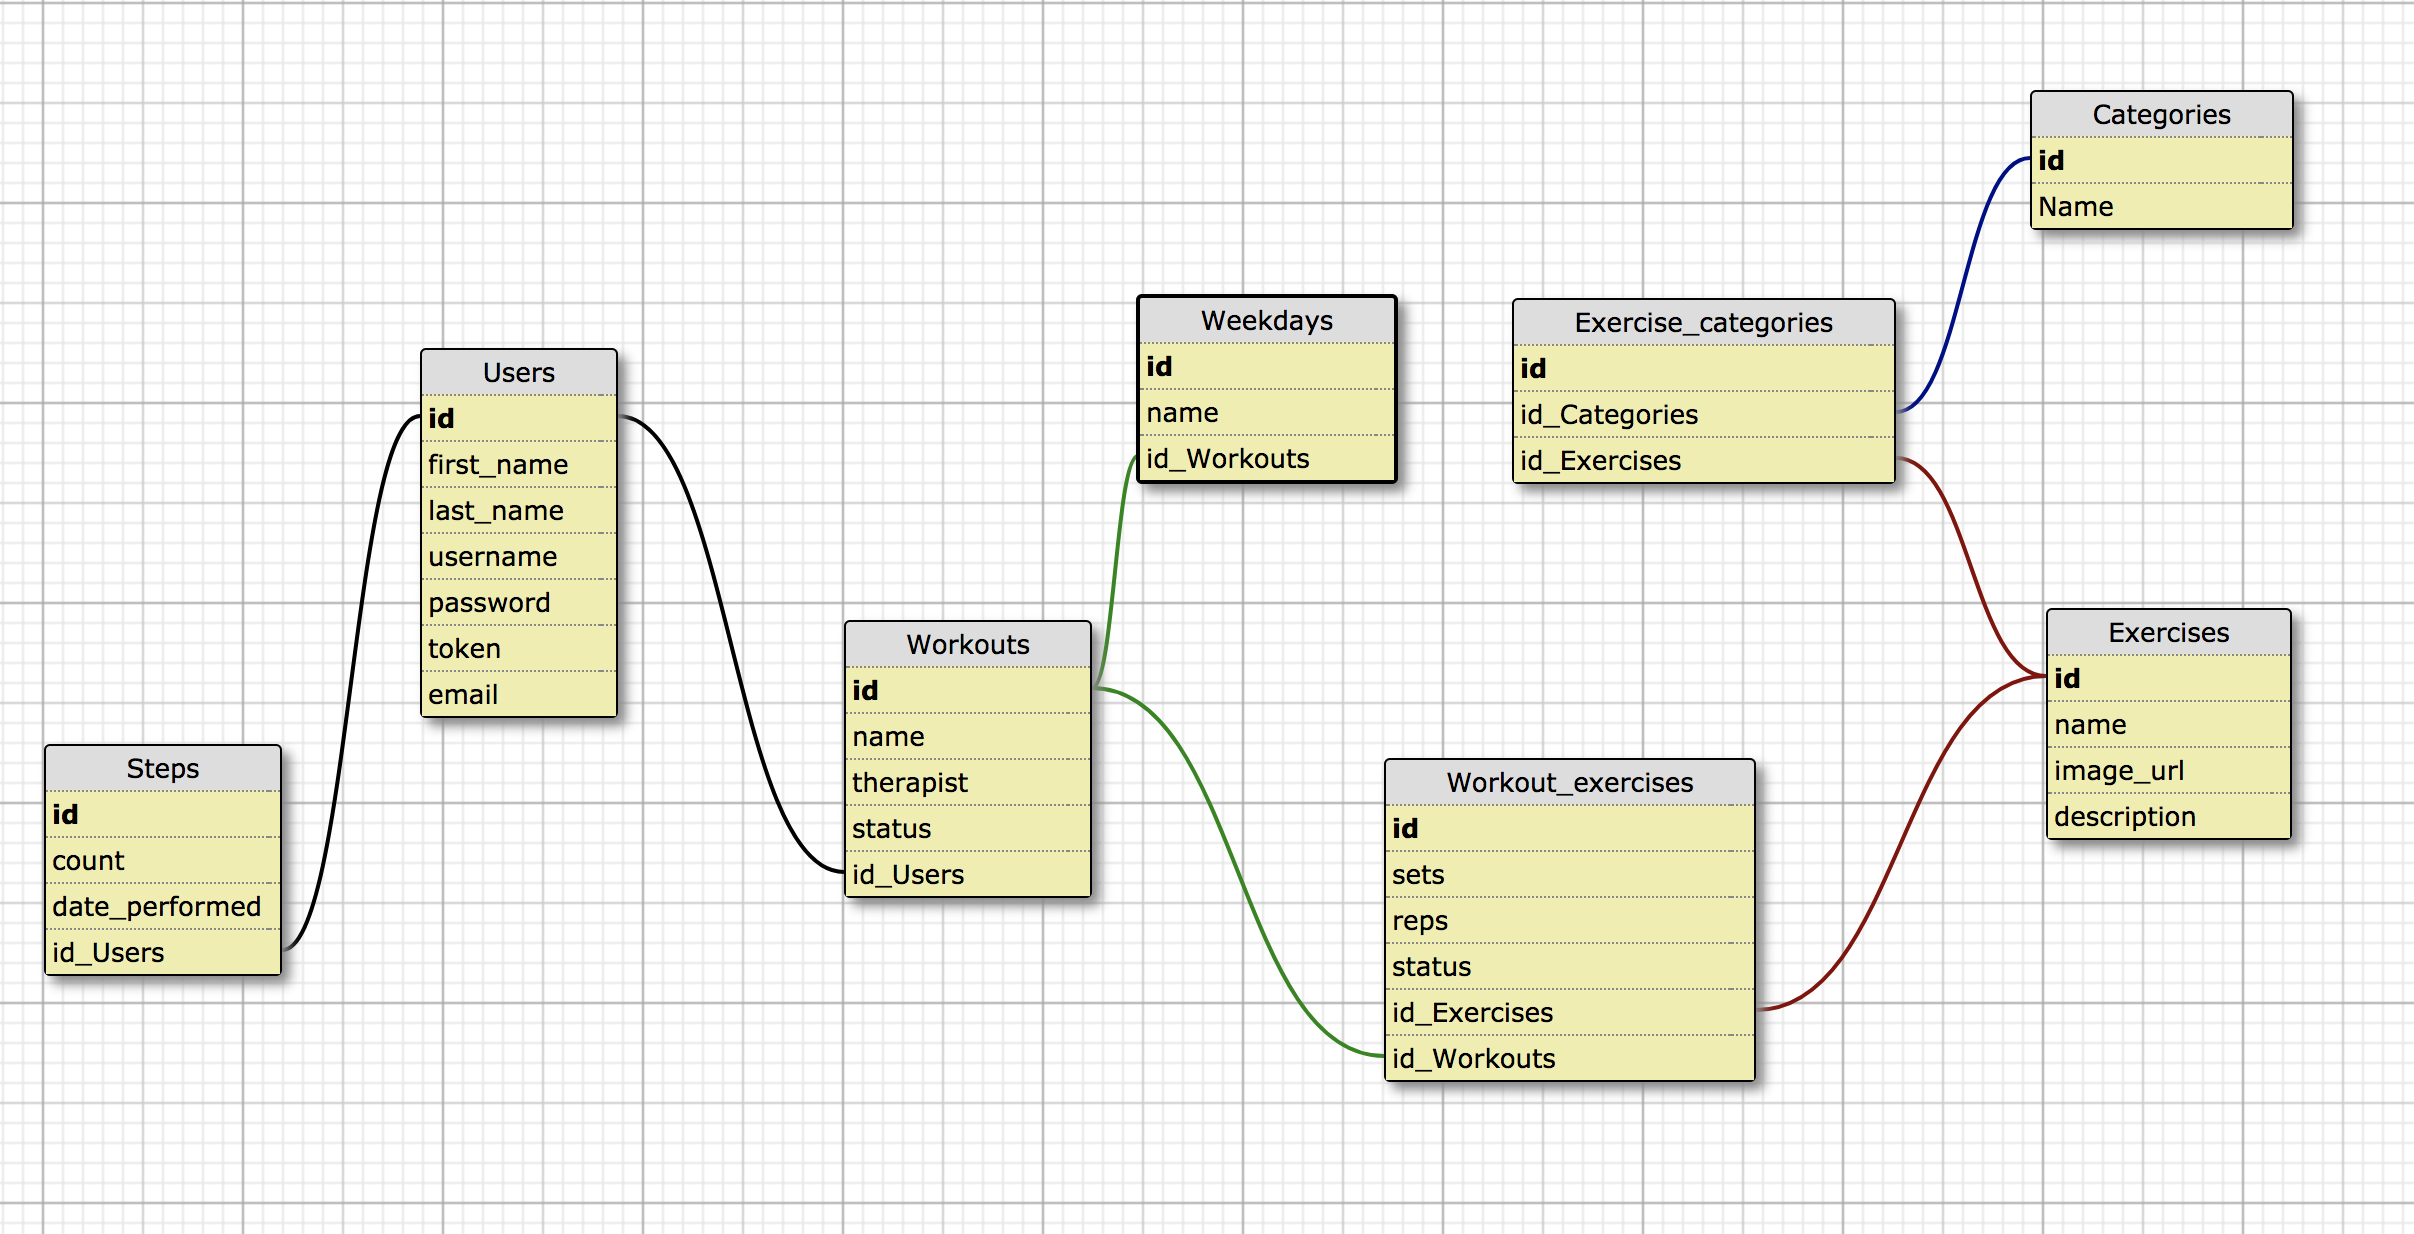 Categories
id
Name
Weekdays
id
name
id_Workouts
Exercise_categories
id
id_Categories
id_Exercises
Users
id
first_name
last_name
username
password
token
email
Workouts
id
name
therapist
status
id_Users
Exercises
id
name
image_url
description
Steps
id
count
date_performed
id_Users
Workout_exercises
id
sets
reps
status
id_Exercises
id_Workouts